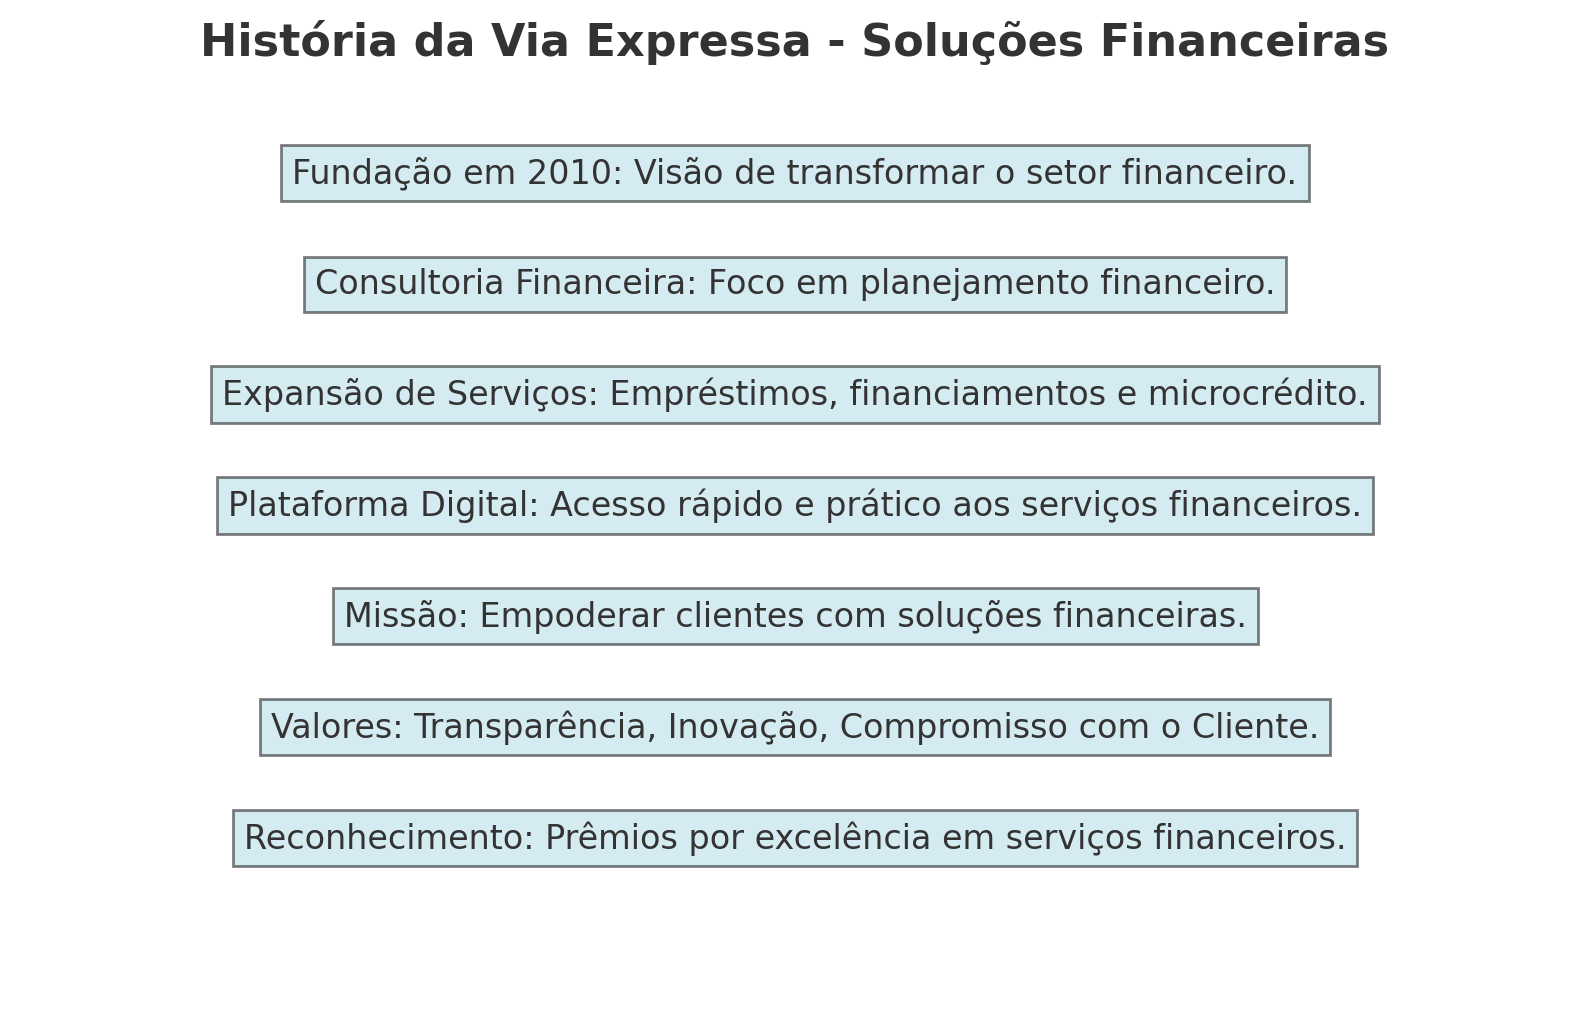 História da Via Expressa - Soluções Financeiras
Fundação em 2010: Visão de transformar o setor financeiro.
Consultoria Financeira: Foco em planejamento financeiro.
Expansão de Serviços: Empréstimos, financiamentos e microcrédito.
Plataforma Digital: Acesso rápido e prático aos serviços financeiros.
Missão: Empoderar clientes com soluções financeiras.
Valores: Transparência, Inovação, Compromisso com o Cliente.
Reconhecimento: Prêmios por excelência em serviços financeiros.